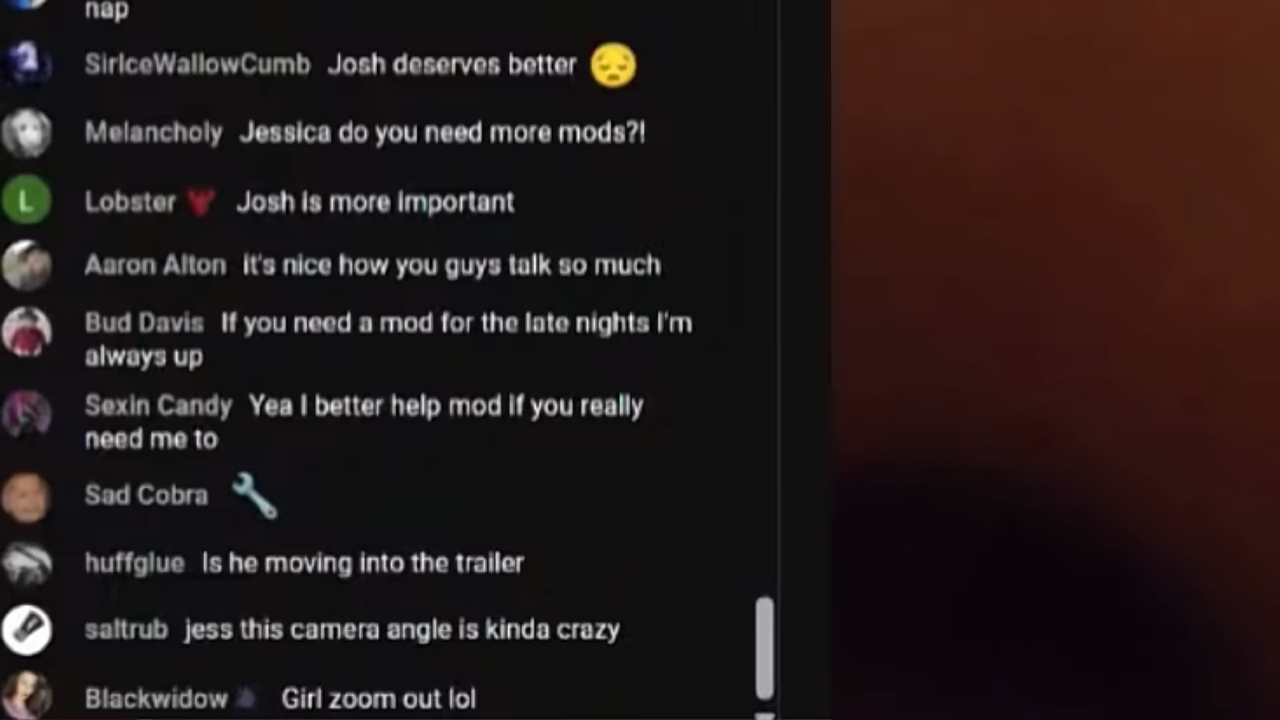 nap
SirIceWallowCumb Josh deserves better 😔
Melancholy Jessica do you need more mods?!
L
Lobster 🦞 Josh is more important
Aaron Alton it's nice how you guys talk so much
Bud Davis If you need a mod for the late nights I'm
always up
Sexin Candy Yea I better help mod if you really
need me to
Sad Cobra 🔧
huffglue Is he moving into the trailer
saltrub jess this camera angle is kinda crazy
Blackwidow Girl zoom out lol